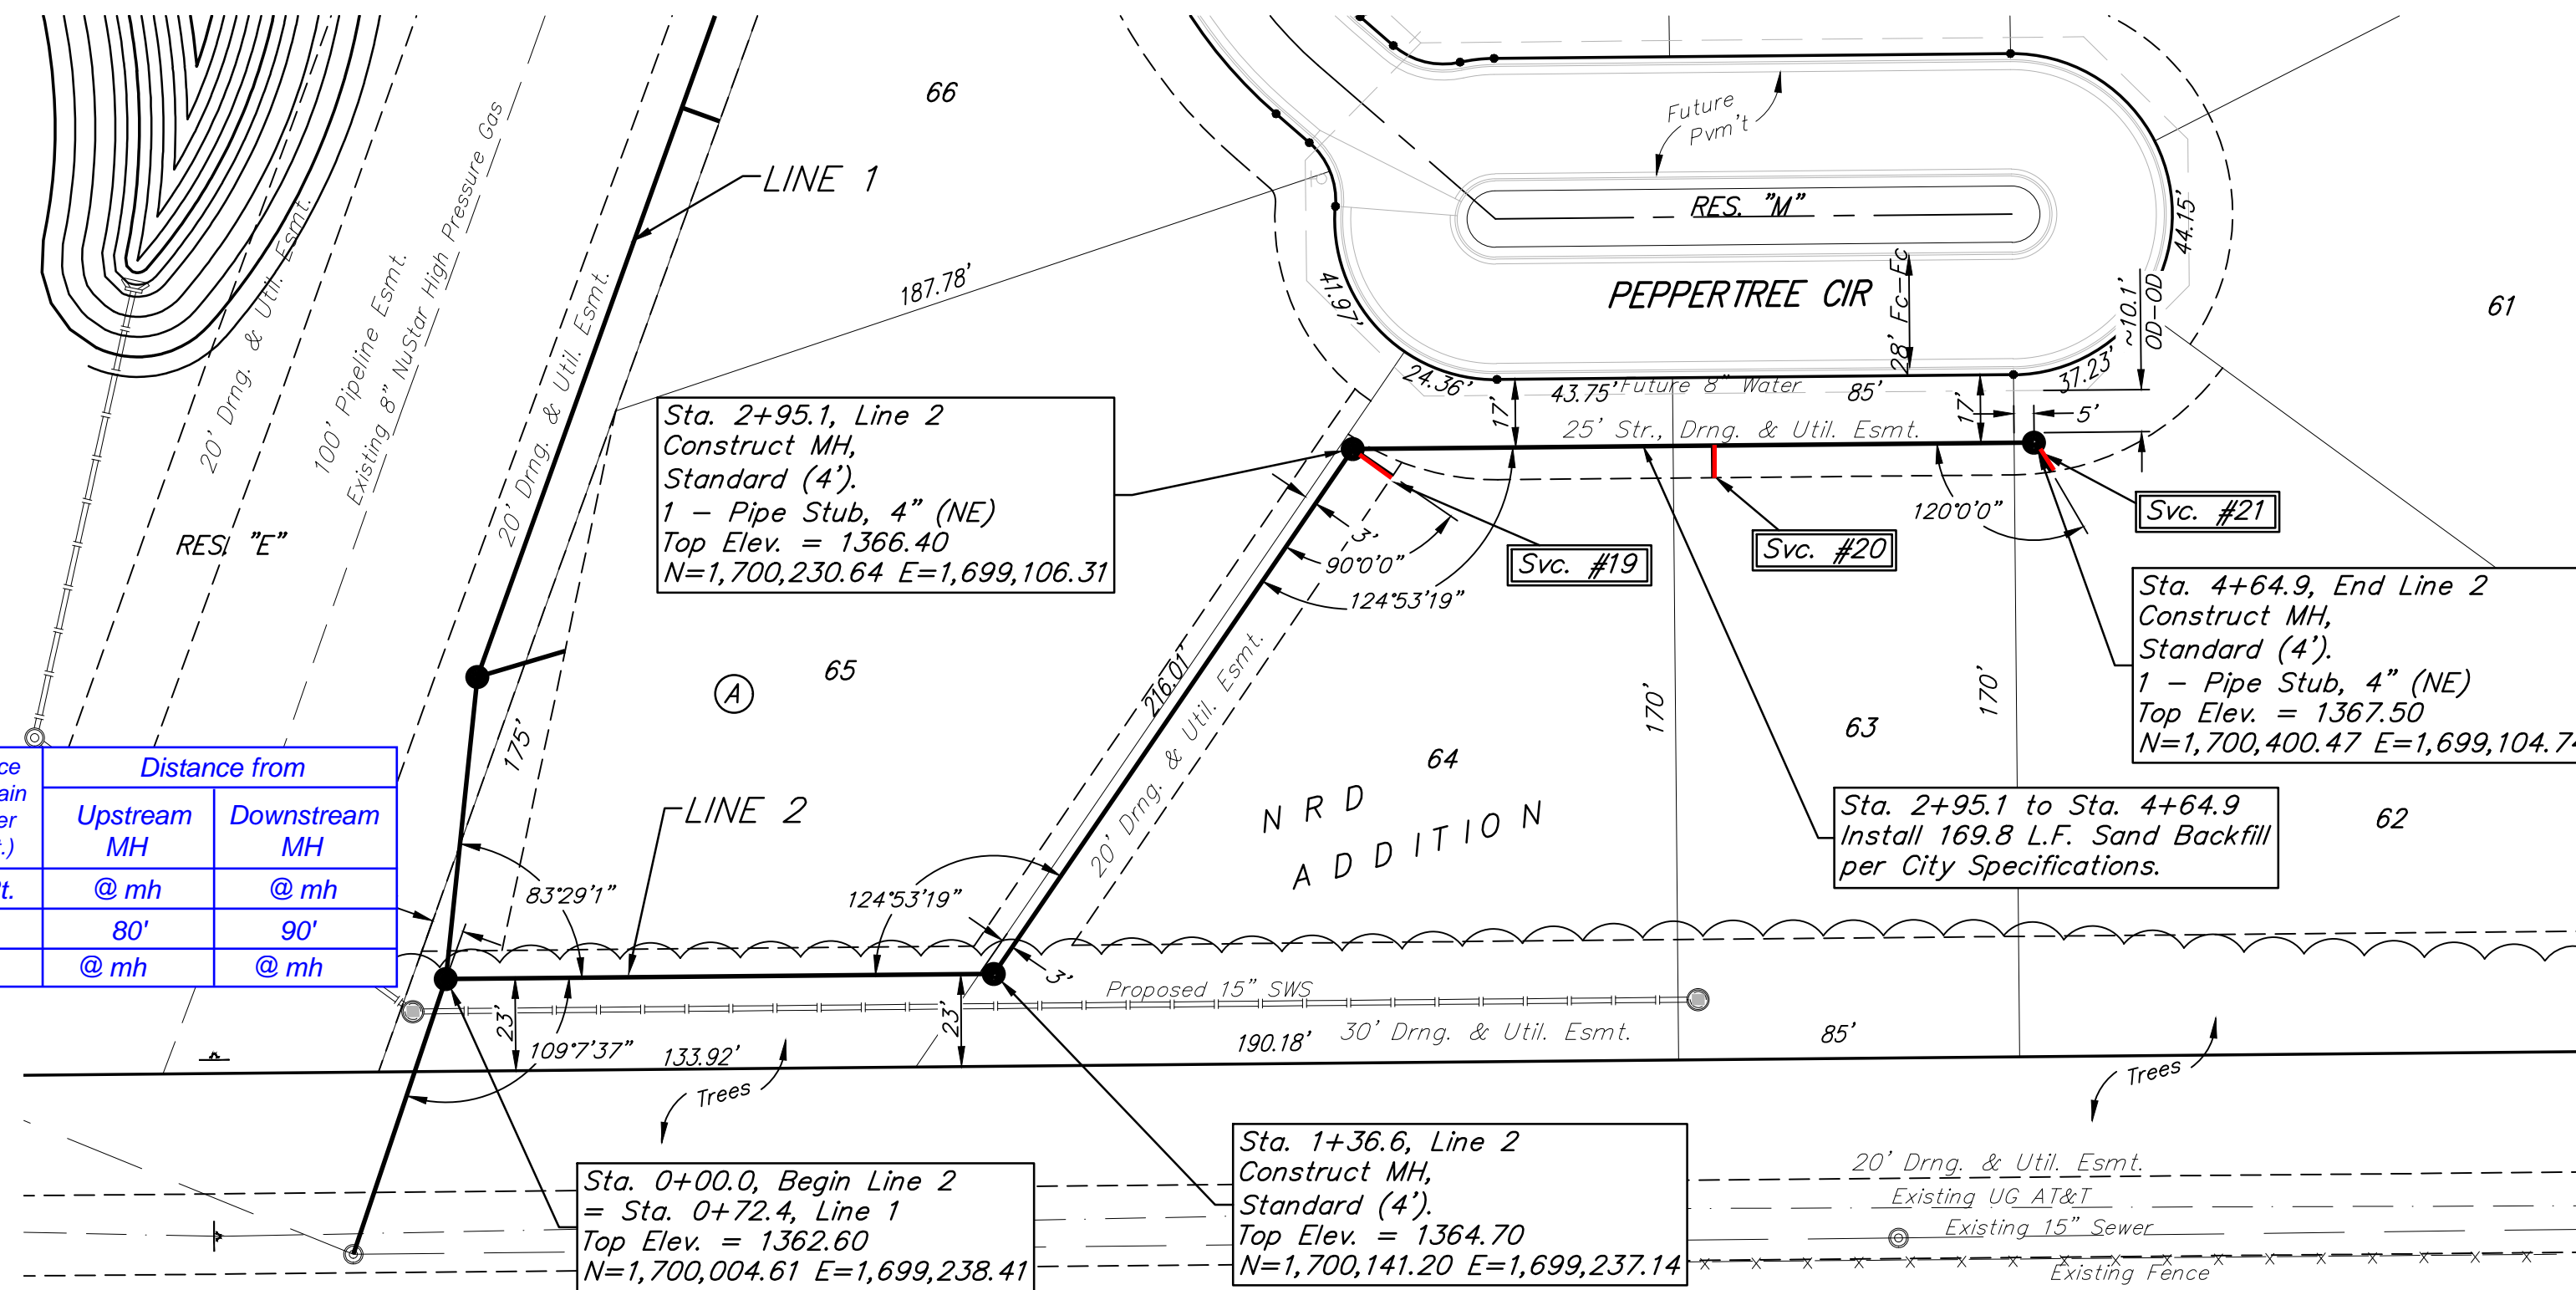 66
Future
Pvm't
LINE 1
RES. "M"
44.15'
187.78'
41.97'
PEPPERTREE CIR
28' Fc-Ec
~10.1'
OD-OD
61
20' Drng. & Util. Esmt.
100' Pipeline Esmt.
Existing 8" NuStar High Pressure Gas
20' Drng. & Util. Esmt.
24.36'
43.75'
Future 8" Water
85'
37.23'
17'
17'
5'
25' Str., Drng. & Util. Esmt.
Sta. 2+95.1, Line 2
Construct MH,
Standard (4').
1 - Pipe Stub, 4" (NE)
Top Elev. = 1366.40
N=1,700,230.64 E=1,699,106.31
RES. "E"
3'
90°0'0"
124°53'19"
Svc. #19
Svc. #20
120°0'0"
Svc. #21
Sta. 4+64.9, End Line 2
Construct MH,
Standard (4').
1 - Pipe Stub, 4" (NE)
Top Elev. = 1367.50
N=1,700,400.47 E=1,699,104.74
65
A
216.01'
20' Drng. & Util. Esmt.
175'
170'
170'
63
64
62
LINE 2
N R D
A D D I T I O N
Sta. 2+95.1 to Sta. 4+64.9
Install 169.8 L.F. Sand Backfill
per City Specifications.
Distance from
Upstream
MH
Downstream
MH
@ mh
@ mh
80'
90'
@ mh
@ mh
83°29'1"
124°53'19"
3'
Proposed 15" SWS
23'
23'
109°7'37"
133.92'
190.18'
30' Drng. & Util. Esmt.
85'
Trees
Trees
Sta. 0+00.0, Begin Line 2
= Sta. 0+72.4, Line 1
Top Elev. = 1362.60
N=1,700,004.61 E=1,699,238.41
Sta. 1+36.6, Line 2
Construct MH,
Standard (4').
Top Elev. = 1364.70
N=1,700,141.20 E=1,699,237.14
20' Drng. & Util. Esmt.
Existing UG AT&T
Existing 15" Sewer
Existing Fence